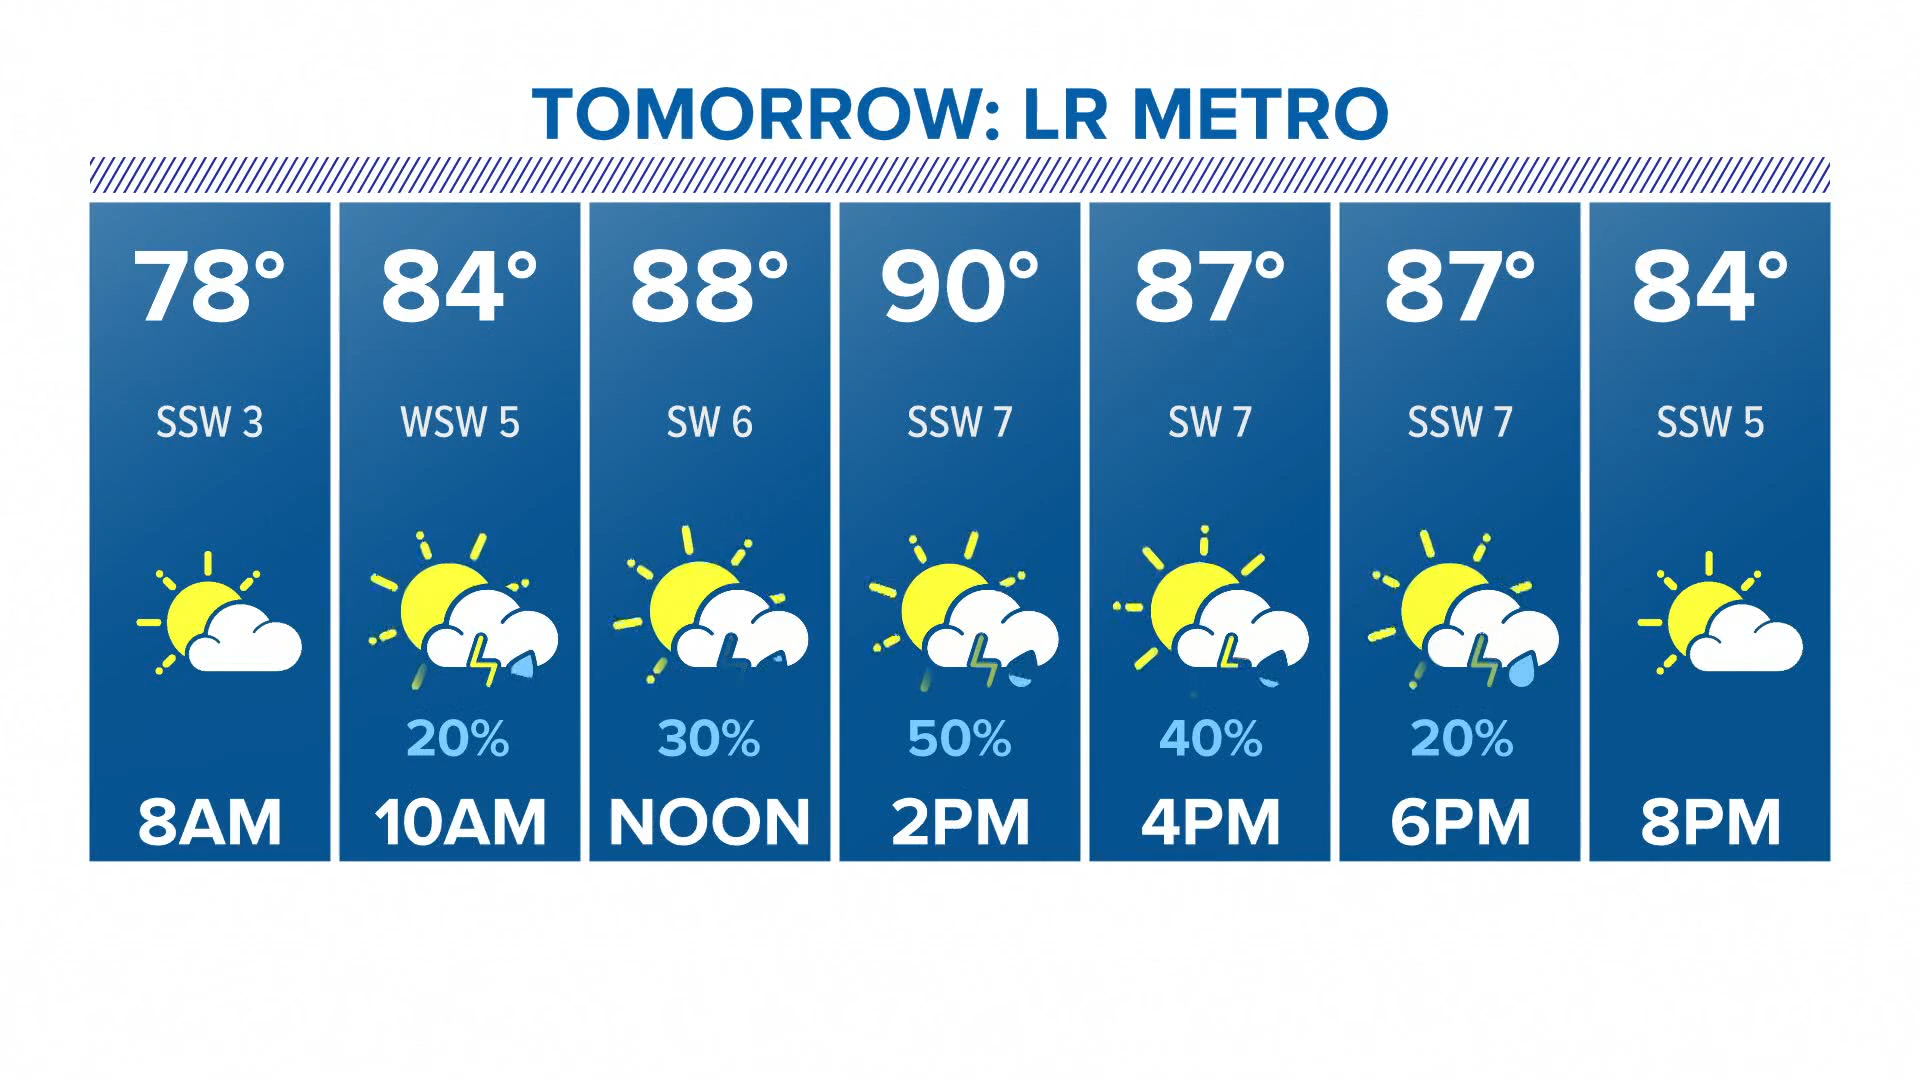 TOMORROW: LR METRO
78° 84° 88° 90° 87° 87° 84°
SSW 3 WSW 5 SW 6 SSW 7 SW 7 SSW 7 SSW 5
20% 30% 50% 40% 20%
8AM 10AM NOON 2PM 4PM 6PM 8PM